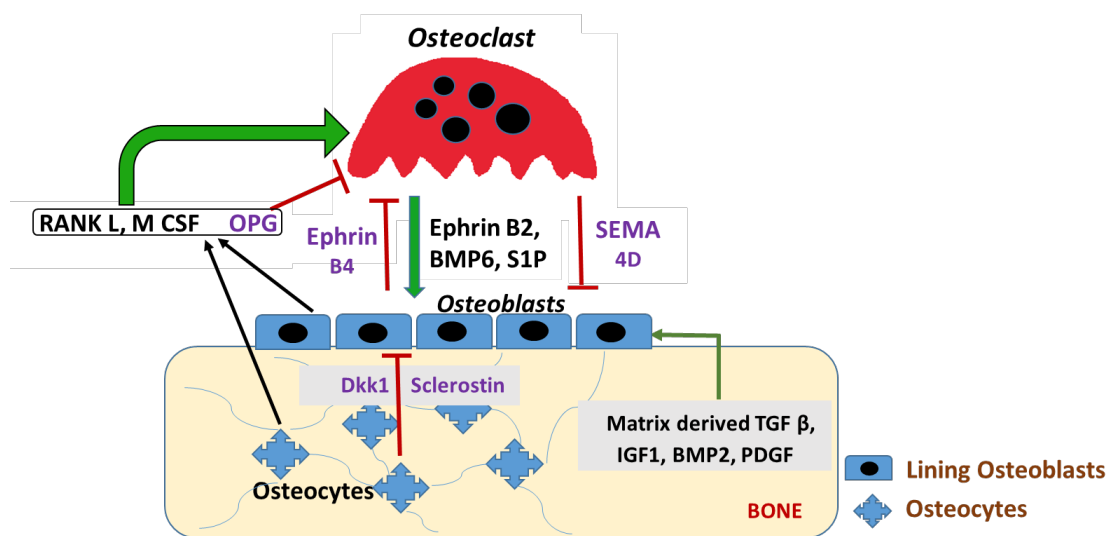 Osteoclast
RANK L, M CSF OPG
Ephrin
B4
Ephrin B2,
BMP6, S1P
SEMA
4D
Osteoblasts
Dkk1 Sclerostin
Matrix derived TGF β,
IGF1, BMP2, PDGF
Osteocytes
BONE
Lining Osteoblasts
Osteocytes